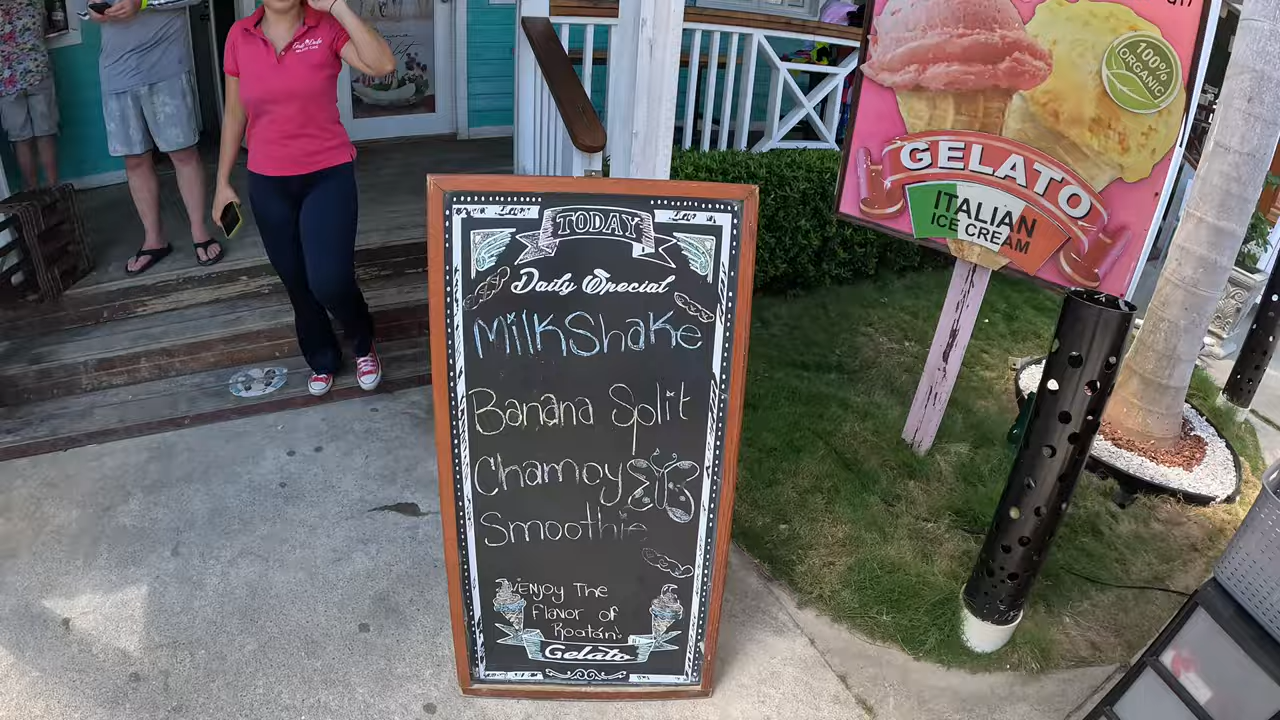 TODAY
Daily Special
MilkShake
Banana Split
Chamoy
Smoothie
Enjoy The
Flavor of
Roatán!
Gelato
100%
ORGANIC
GELATO
ITALIAN
ICE CREAM